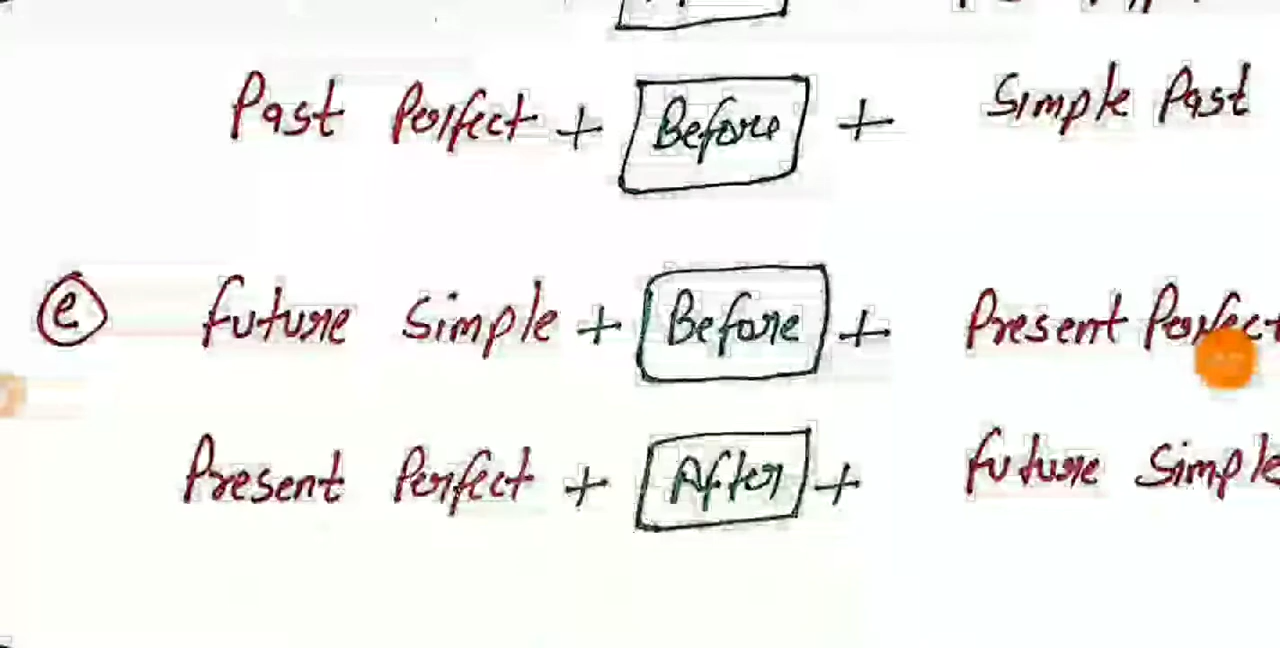 Past Perfect + Before + Simple Past
e Future Simple + Before + Present Perfect
Present Perfect + After + Future Simple